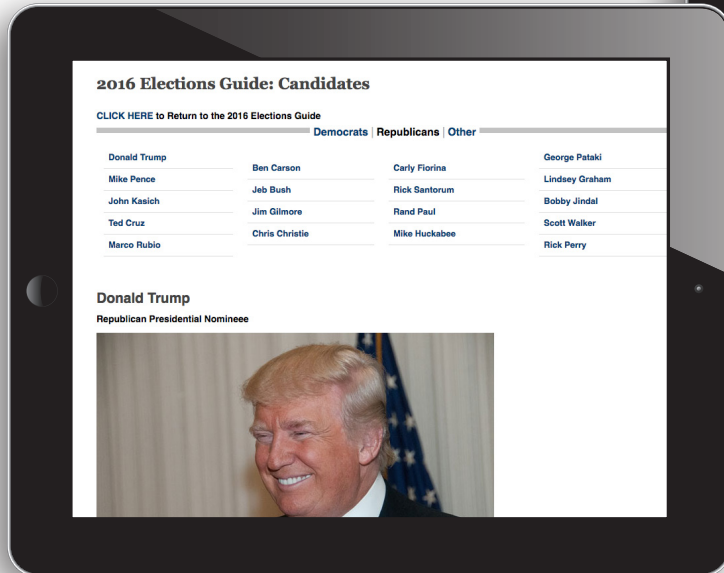 2016 Elections Guide: Candidates
CLICK HERE to Return to the 2016 Elections Guide
Democrats | Republicans | Other
Donald Trump
Mike Pence
John Kasich
Ted Cruz
Marco Rubio
Ben Carson
Jeb Bush
Jim Gilmore
Chris Christie
Carly Fiorina
Rick Santorum
Rand Paul
Mike Huckabee
George Pataki
Lindsey Graham
Bobby Jindal
Scott Walker
Rick Perry
Donald Trump
Republican Presidential Nomineee